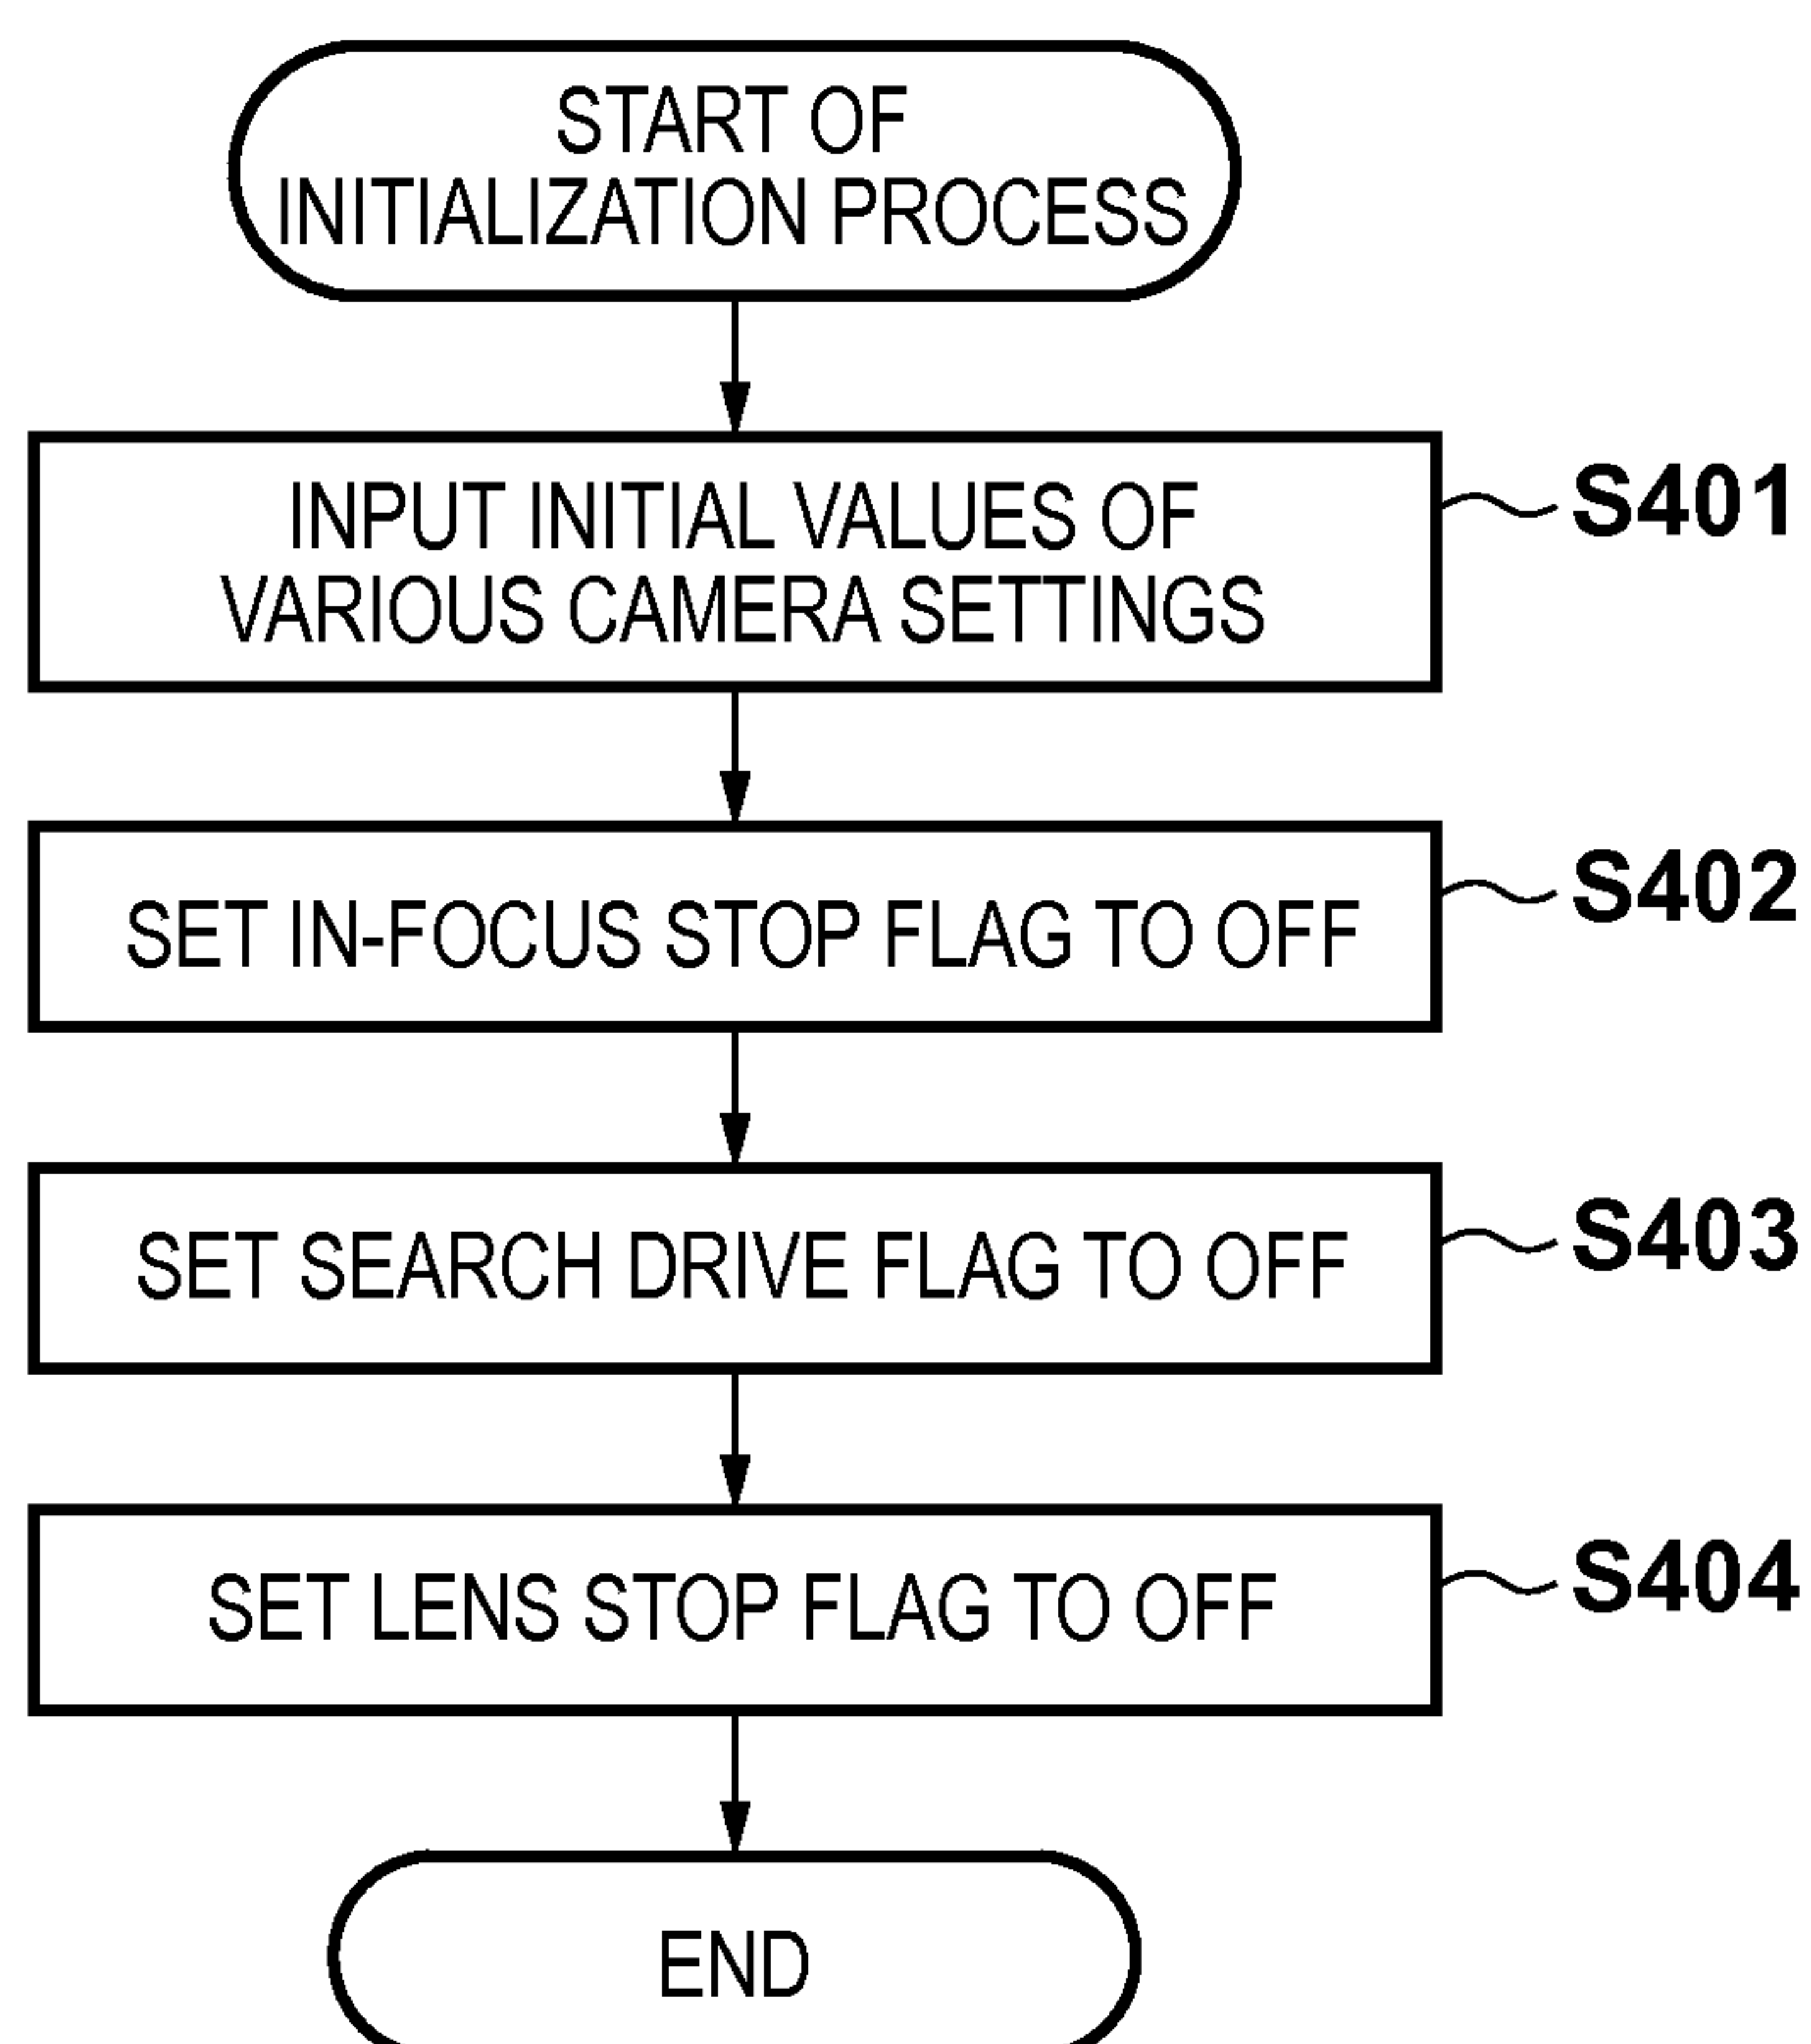 START OF
INITIALIZATION PROCESS
INPUT INITIAL VALUES OF
VARIOUS CAMERA SETTINGS
S401
SET IN-FOCUS STOP FLAG TO OFF
S402
SET SEARCH DRIVE FLAG TO OFF
S403
SET LENS STOP FLAG TO OFF
S404
END